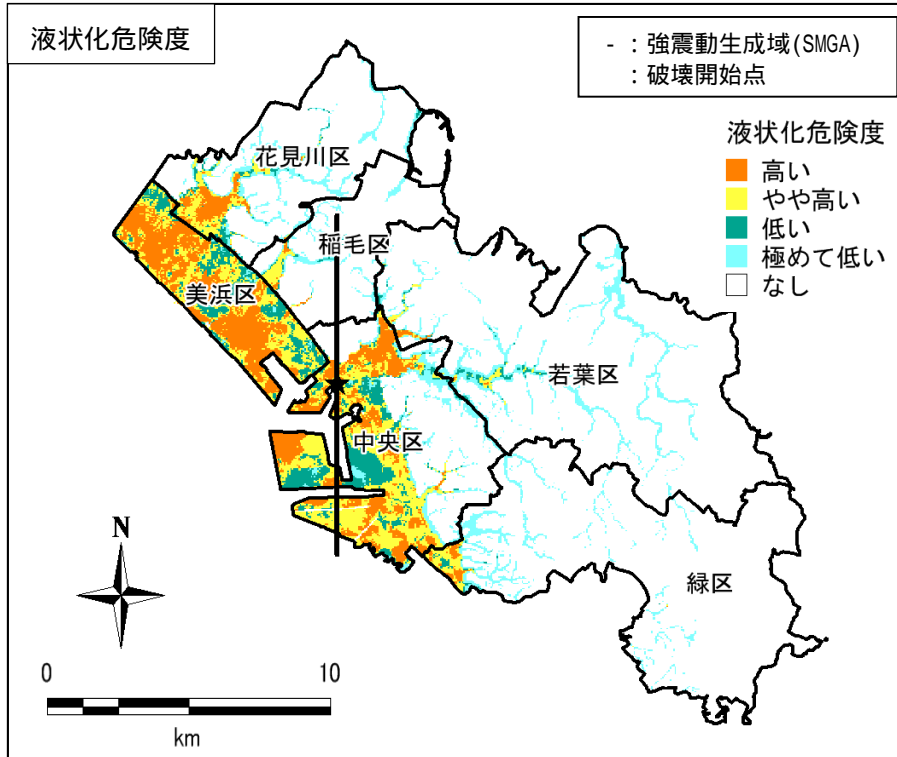 液状化危険度
- ：強震動生成域(SMGA)
：破壊開始点
液状化危険度
高い
やや高い
低い
極めて低い
なし
花見川区
稲毛区
美浜区
若葉区
中央区
緑区
N
0 10
km